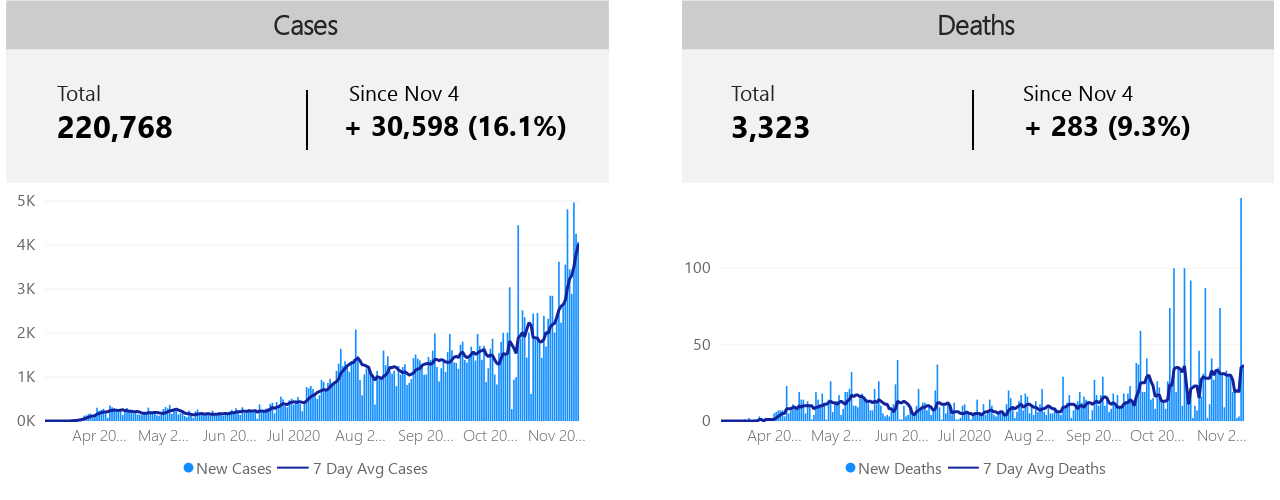 Cases
Total
220,768
Since Nov 4
+ 30,598 (16.1%)
5K
4K
3K
2K
1K
0K
Apr 20... May 2... Jun 20... Jul 2020 Aug 2... Sep 20... Oct 20... Nov 20...
New Cases 7 Day Avg Cases
Deaths
Total
3,323
Since Nov 4
+ 283 (9.3%)
100
50
0
Apr 20... May 2... Jun 20... Jul 2020 Aug 2... Sep 20... Oct 20... Nov 2...
New Deaths 7 Day Avg Deaths